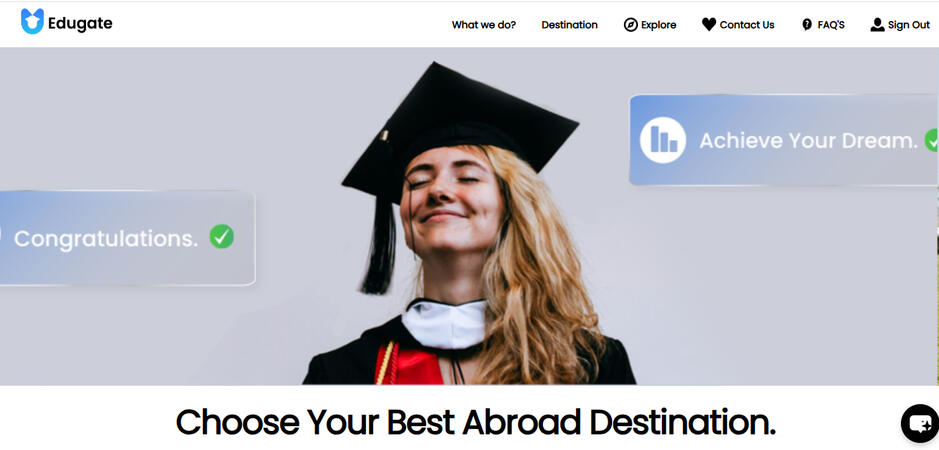 Edugate
What we do?
Destination
Explore
Contact Us
FAQ'S
Sign Out
Achieve Your Dream.
Congratulations.
Choose Your Best Abroad Destination.